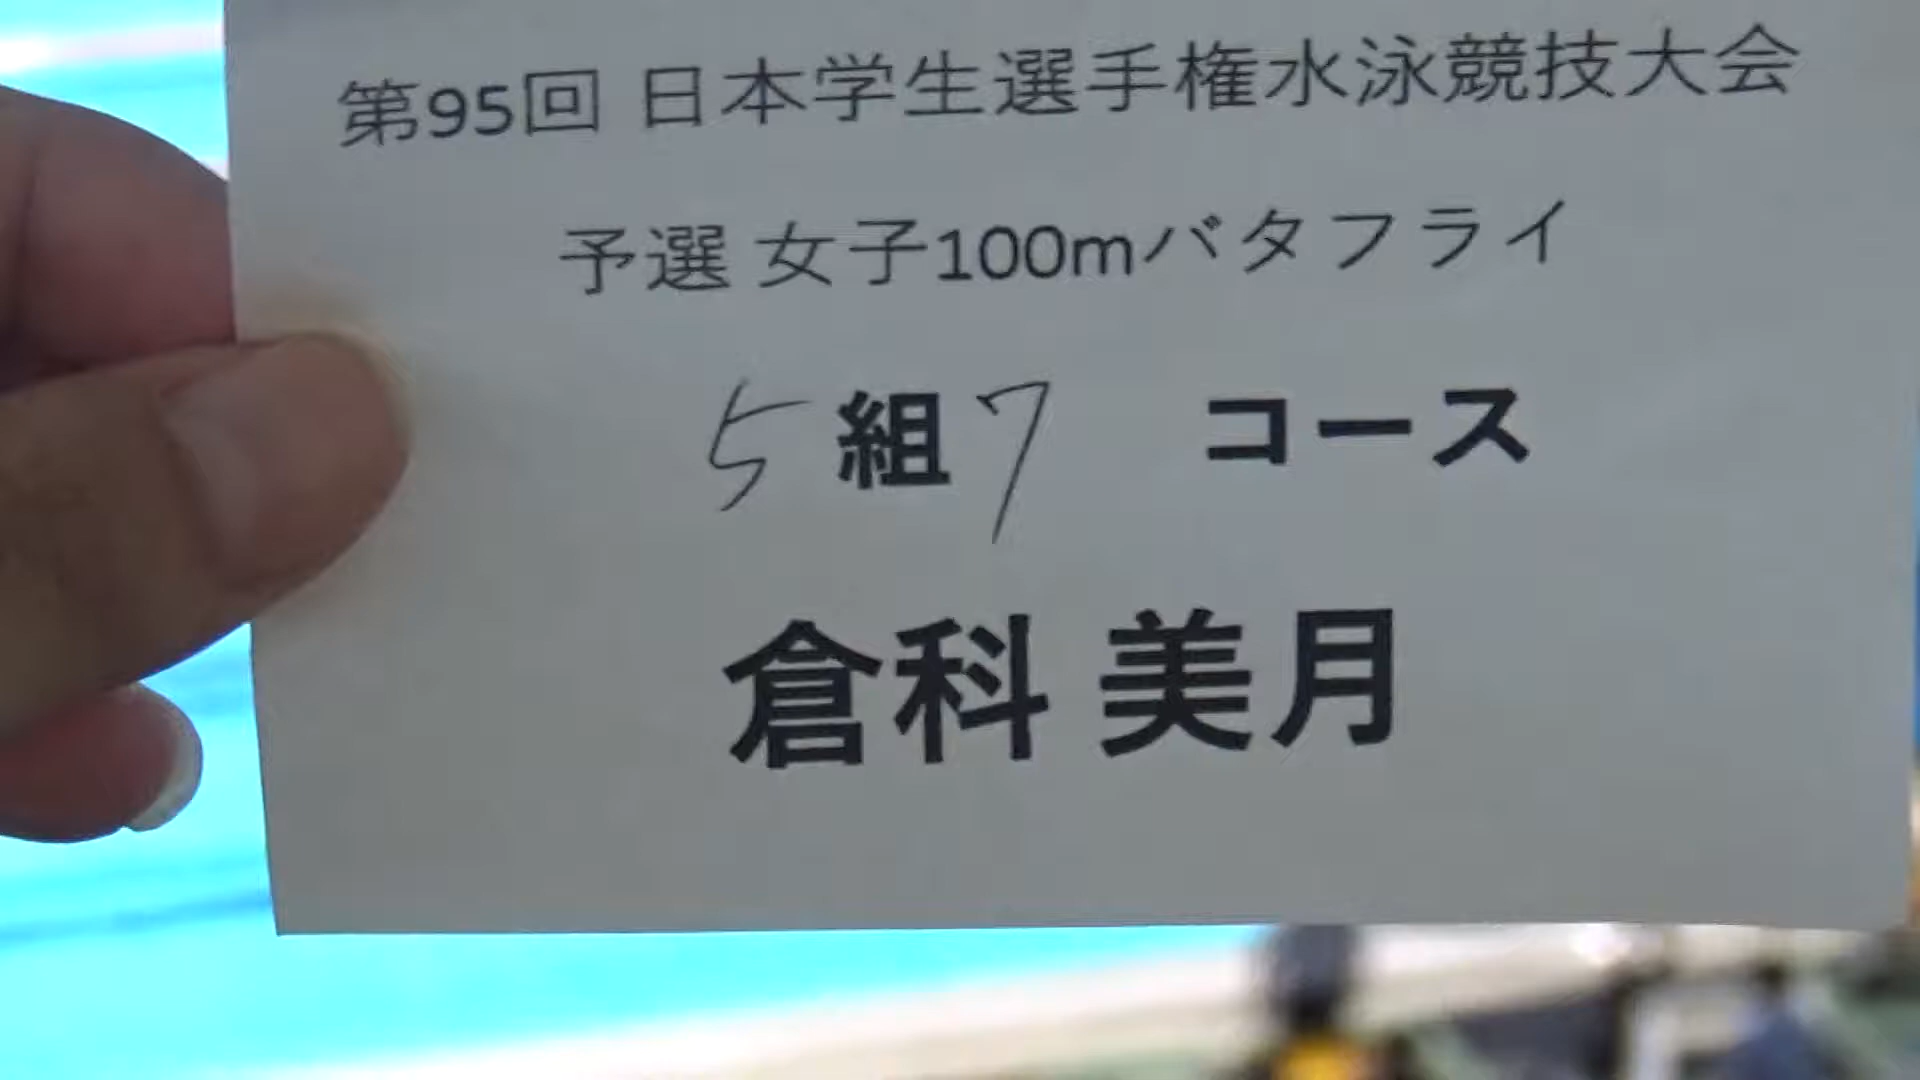 第95回 日本学生選手権水泳競技大会
予選 女子100mバタフライ
5 組 7 コース
倉科 美月